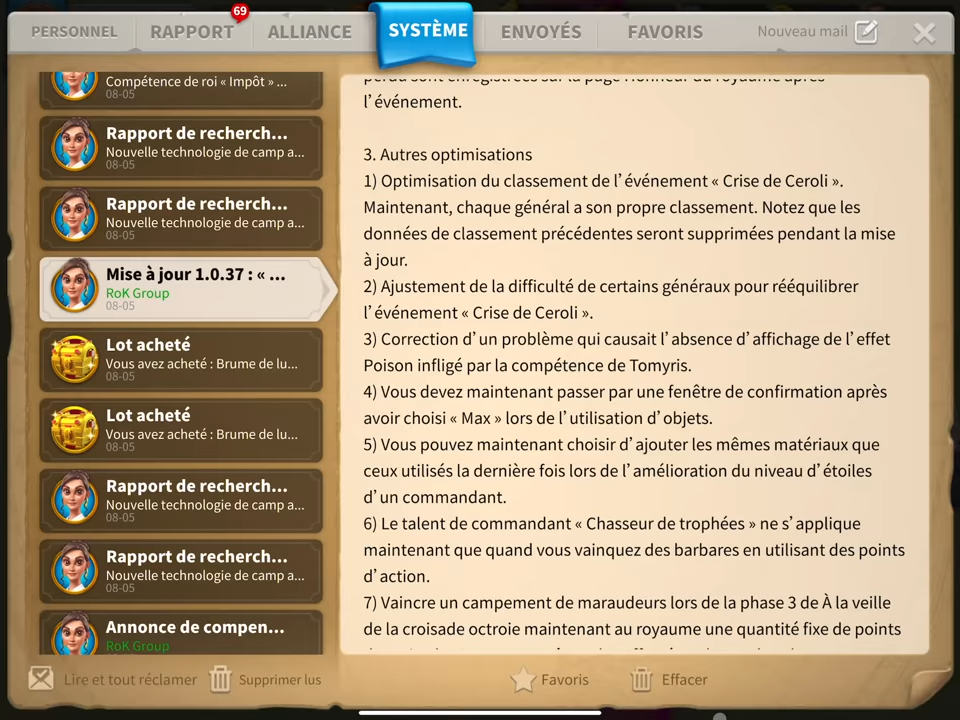 PERSONNEL
RAPPORT
69
ALLIANCE
SYSTÈME
ENVOYÉS
FAVORIS
Nouveau mail
Compétence de roi « Impôt » ...
08-05
Rapport de recherch...
Nouvelle technologie de camp a...
08-05
Rapport de recherch...
Nouvelle technologie de camp a...
08-05
Mise à jour 1.0.37 : « ...
RoK Group
08-05
Lot acheté
Vous avez acheté : Brume de lu...
08-05
Lot acheté
Vous avez acheté : Brume de lu...
08-05
Rapport de recherch...
Nouvelle technologie de camp a...
08-05
Rapport de recherch...
Nouvelle technologie de camp a...
08-05
Annonce de compen...
RoK Group
sont enregistrées sur la page Honneur du royaume après
l'événement.
3. Autres optimisations
1) Optimisation du classement de l'événement « Crise de Ceroli ».
Maintenant, chaque général a son propre classement. Notez que les
données de classement précédentes seront supprimées pendant la mise
à jour.
2) Ajustement de la difficulté de certains généraux pour rééquilibrer
l'événement « Crise de Ceroli ».
3) Correction d'un problème qui causait l'absence d'affichage de l'effet
Poison infligé par la compétence de Tomyris.
4) Vous devez maintenant passer par une fenêtre de confirmation après
avoir choisi « Max » lors de l'utilisation d'objets.
5) Vous pouvez maintenant choisir d'ajouter les mêmes matériaux que
ceux utilisés la dernière fois lors de l'amélioration du niveau d'étoiles
d'un commandant.
6) Le talent de commandant « Chasseur de trophées » ne s'applique
maintenant que quand vous vainquez des barbares en utilisant des points
d'action.
7) Vaincre un campement de maraudeurs lors de la phase 3 de À la veille
de la croisade octroie maintenant au royaume une quantité fixe de points
Lire et tout réclamer
Supprimer lus
Favoris
Effacer